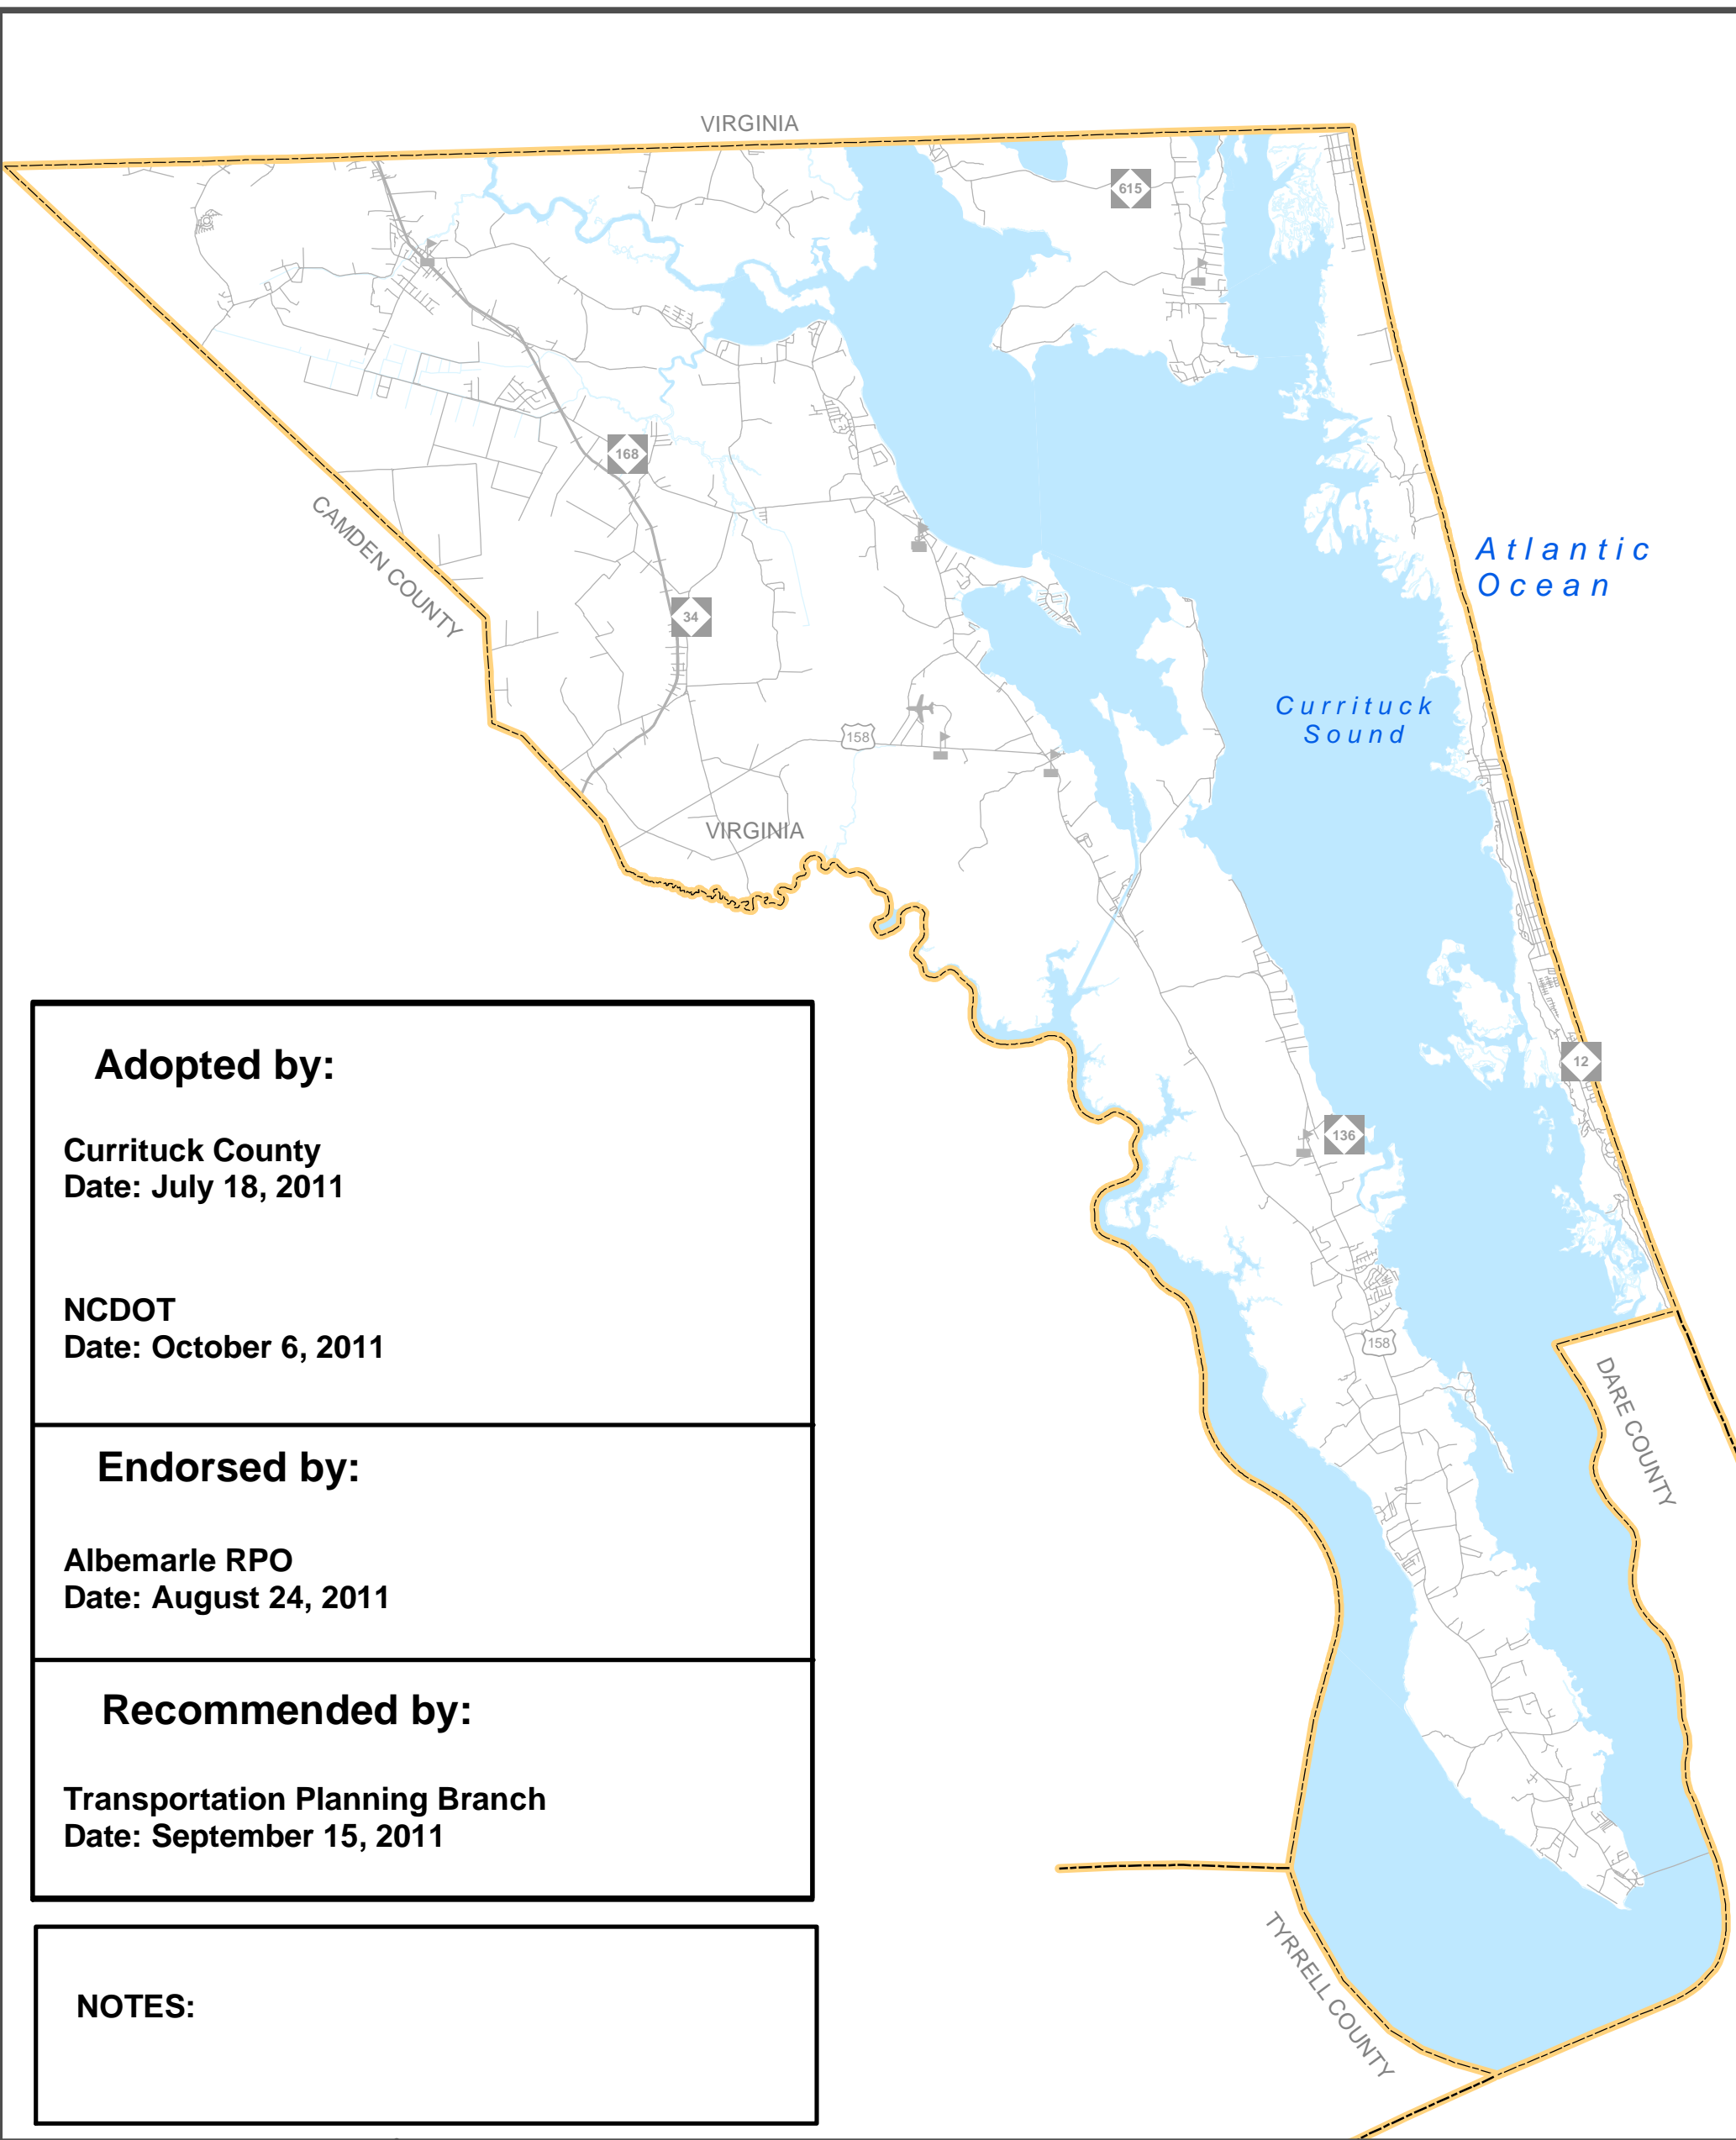 VIRGINIA
615
168
CAMDEN COUNTY
Atlantic
Ocean
34
Currituck
Sound
158
VIRGINIA
12
136
158
DARE COUNTY
TYRRELL COUNTY
Adopted by:
Currituck County
Date: July 18, 2011
NCDOT
Date: October 6, 2011
Endorsed by:
Albemarle RPO
Date: August 24, 2011
Recommended by:
Transportation Planning Branch
Date: September 15, 2011
NOTES: